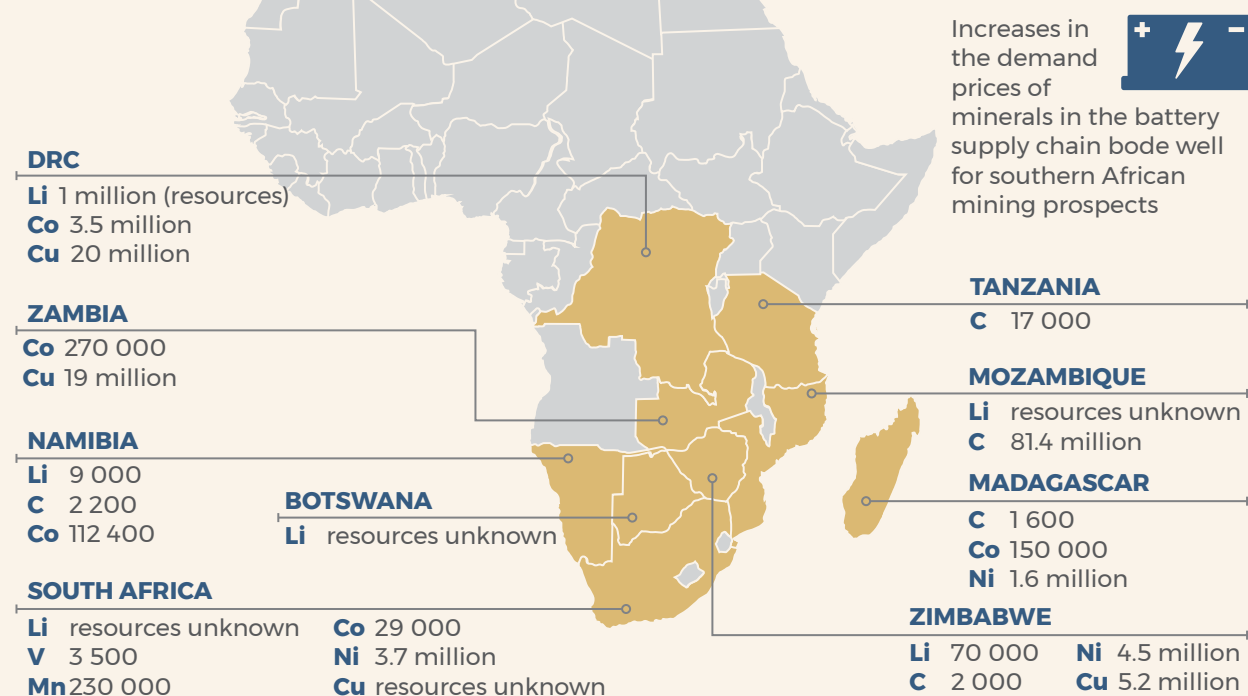 Increases in
the demand
prices of
minerals in the battery
supply chain bode well
for southern African
mining prospects
+ −
DRC
Li 1 million (resources)
Co 3.5 million
Cu 20 million
ZAMBIA
Co 270 000
Cu 19 million
NAMIBIA
Li 9 000
C 2 200
Co 112 400
BOTSWANA
Li resources unknown
SOUTH AFRICA
Li resources unknown
V 3 500
Mn 230 000
Co 29 000
Ni 3.7 million
Cu resources unknown
TANZANIA
C 17 000
MOZAMBIQUE
Li resources unknown
C 81.4 million
MADAGASCAR
C 1 600
Co 150 000
Ni 1.6 million
ZIMBABWE
Li 70 000
C 2 000
Ni 4.5 million
Cu 5.2 million